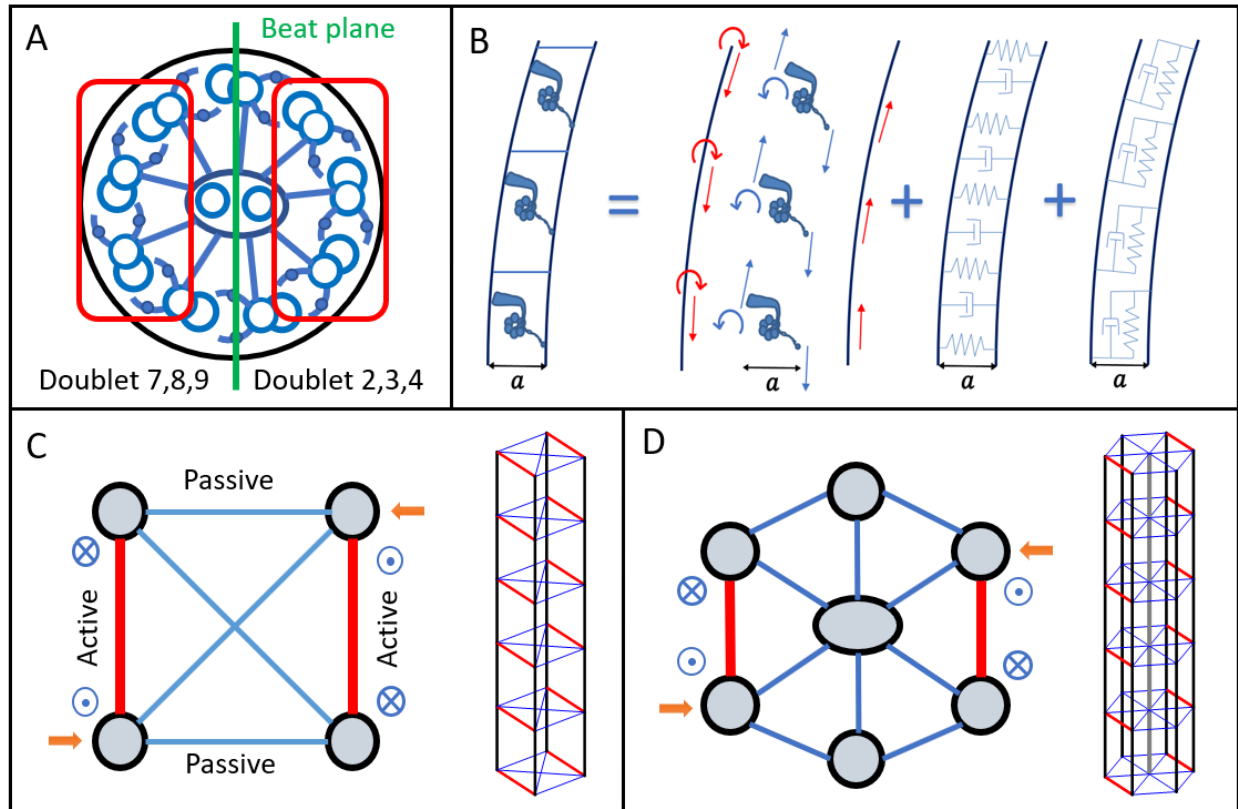 A
Beat plane
Doublet 7,8,9
Doublet 2,3,4
B
=
+
+
a
a
a
a
C
Passive
Active
Active
Passive
D